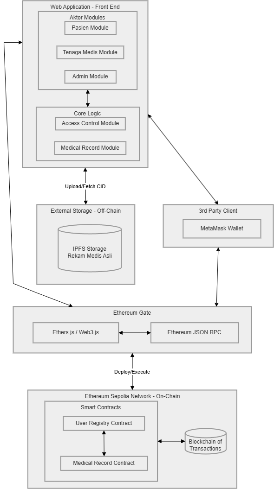 Web Application - Front End
Aktor Modules
Pasien Module
Tenaga Medis Module
Admin Module
Core Logic
Access Control Module
Medical Record Module
Upload/Fetch CID
External Storage - Off-Chain
IPFS Storage
Rekam Medis Asli
3rd Party Client
MetaMask Wallet
Ethereum Gate
Ethers.js / Web3.js
Ethereum JSON RPC
Deploy/Execute
Ethereum Sepolia Network - On-Chain
Smart Contracts
User Registry Contract
Medical Record Contract
Blockchain of
Transactions